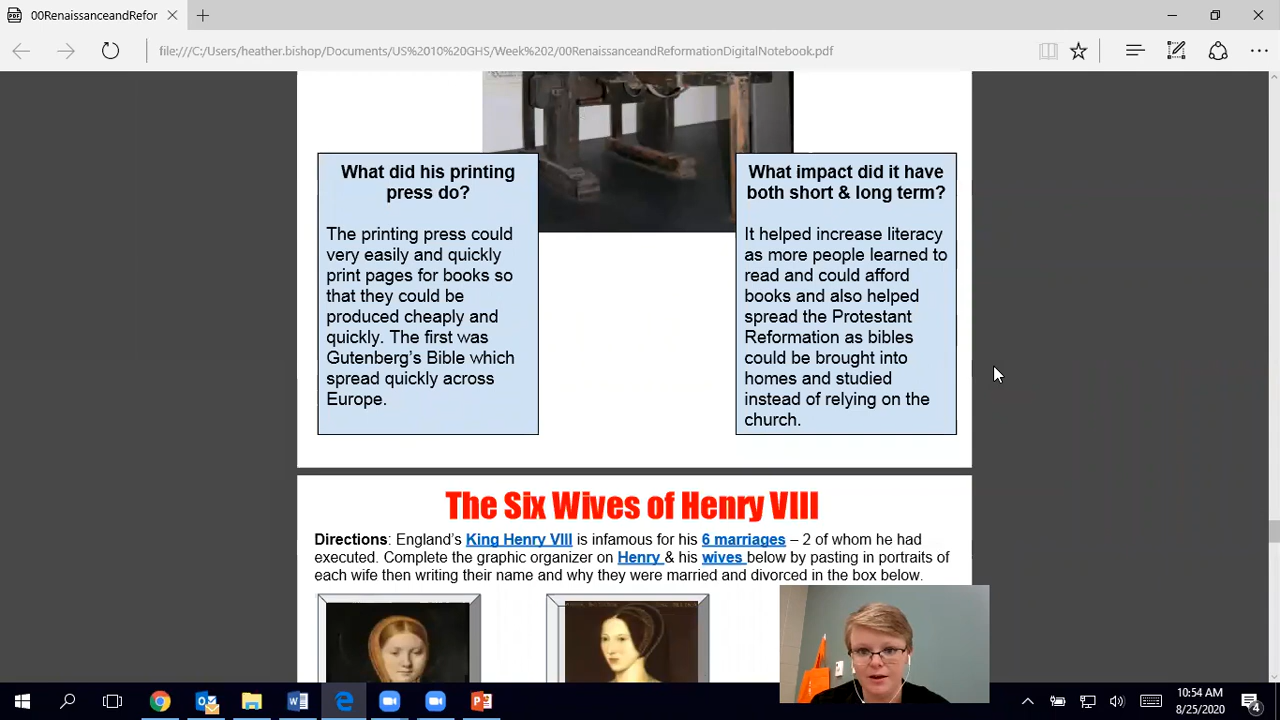 00RenaissanceandRefor
file:///C:/Users/heather.bishop/Documents/US%2010%20GHS/Week%202/00RenaissanceandReformationDigitalNotebook.pdf
What did his printing
press do?
The printing press could
very easily and quickly
print pages for books so
that they could be
produced cheaply and
quickly. The first was
Gutenberg's Bible which
spread quickly across
Europe.
What impact did it have
both short & long term?
It helped increase literacy
as more people learned to
read and could afford
books and also helped
spread the Protestant
Reformation as bibles
could be brought into
homes and studied
instead of relying on the
church.
The Six Wives of Henry VIII
Directions: England's King Henry VIII is infamous for his 6 marriages – 2 of whom he had
executed. Complete the graphic organizer on Henry & his wives below by pasting in portraits of
each wife then writing their name and why they were married and divorced in the box below.
10:54 AM
8/25/2020
4